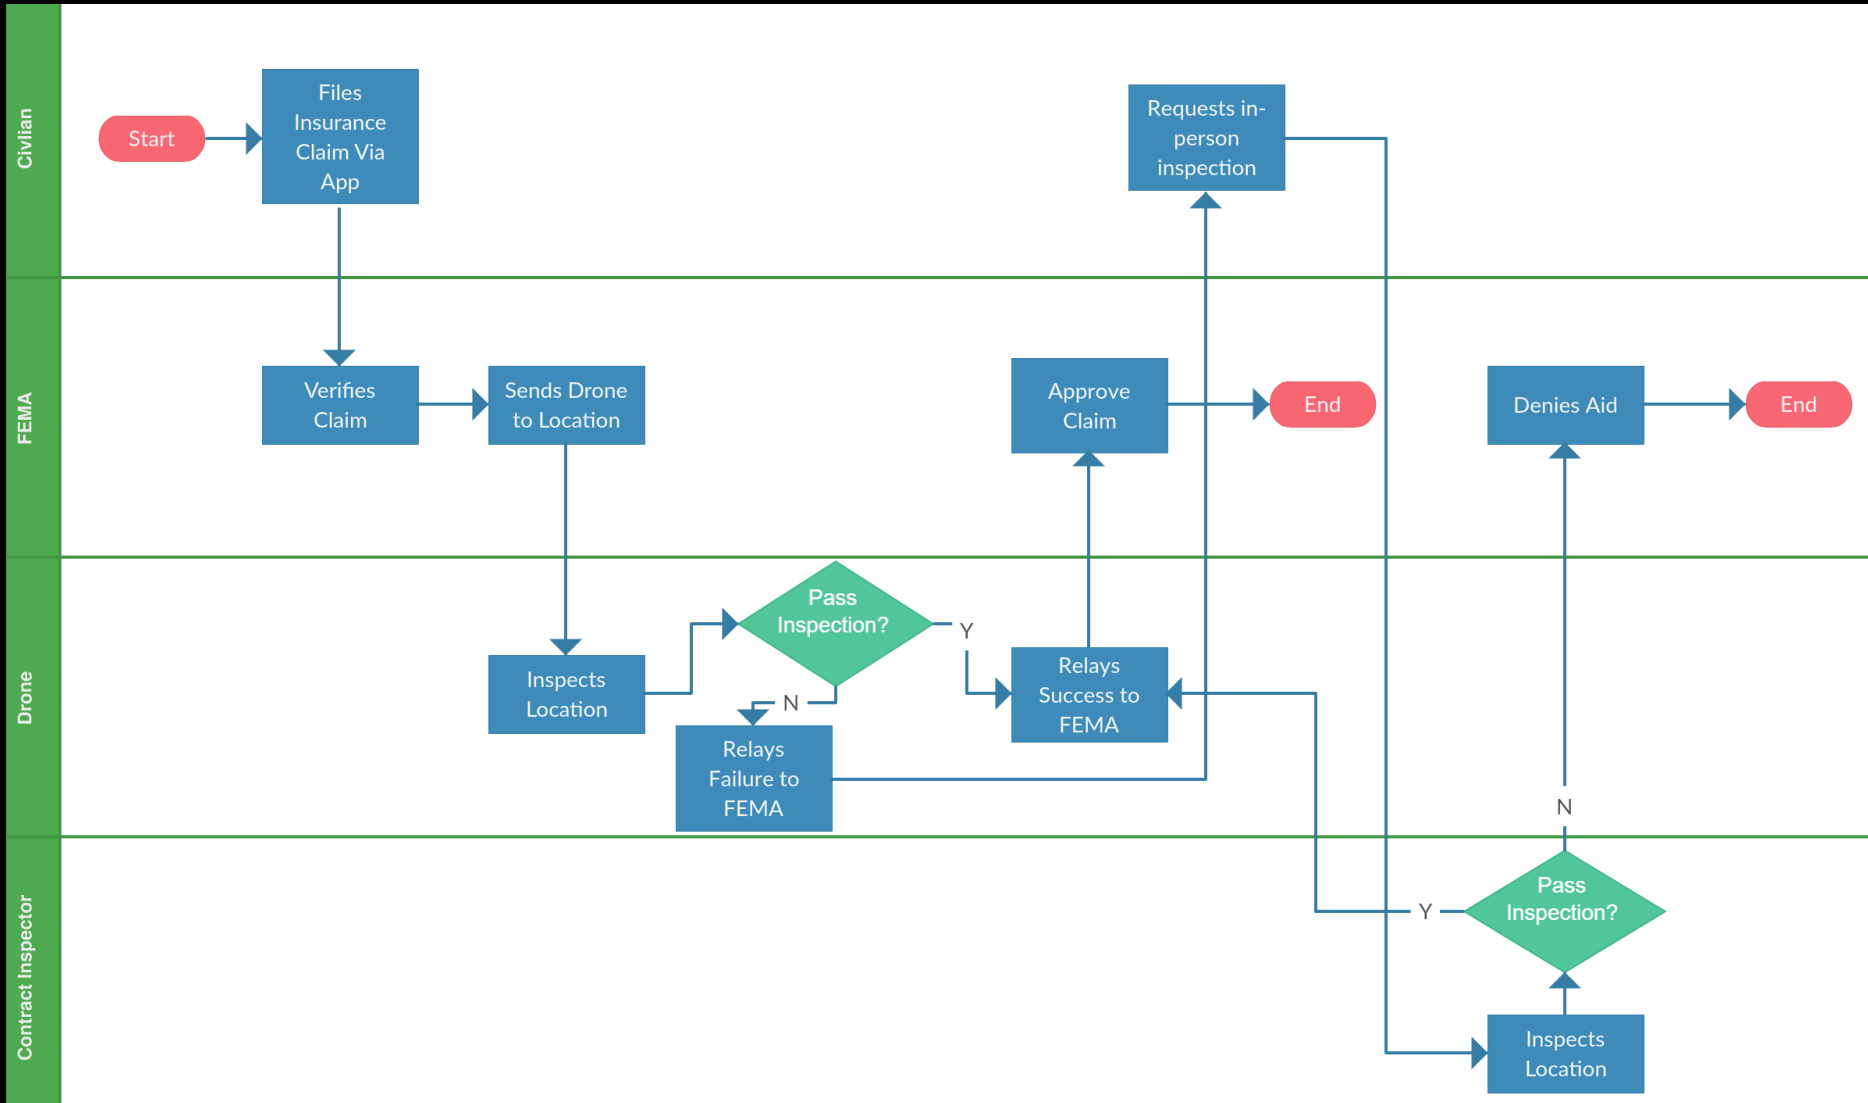 Civlian
Start
Files
Insurance
Claim Via
App
Requests in-
person
inspection
FEMA
Verifies
Claim
Sends Drone
to Location
Approve
Claim
End
Denies Aid
End
Drone
Inspects
Location
Pass
Inspection?
Y
N
Relays
Failure to
FEMA
Relays
Success to
FEMA
N
Contract Inspector
Y
Pass
Inspection?
Inspects
Location